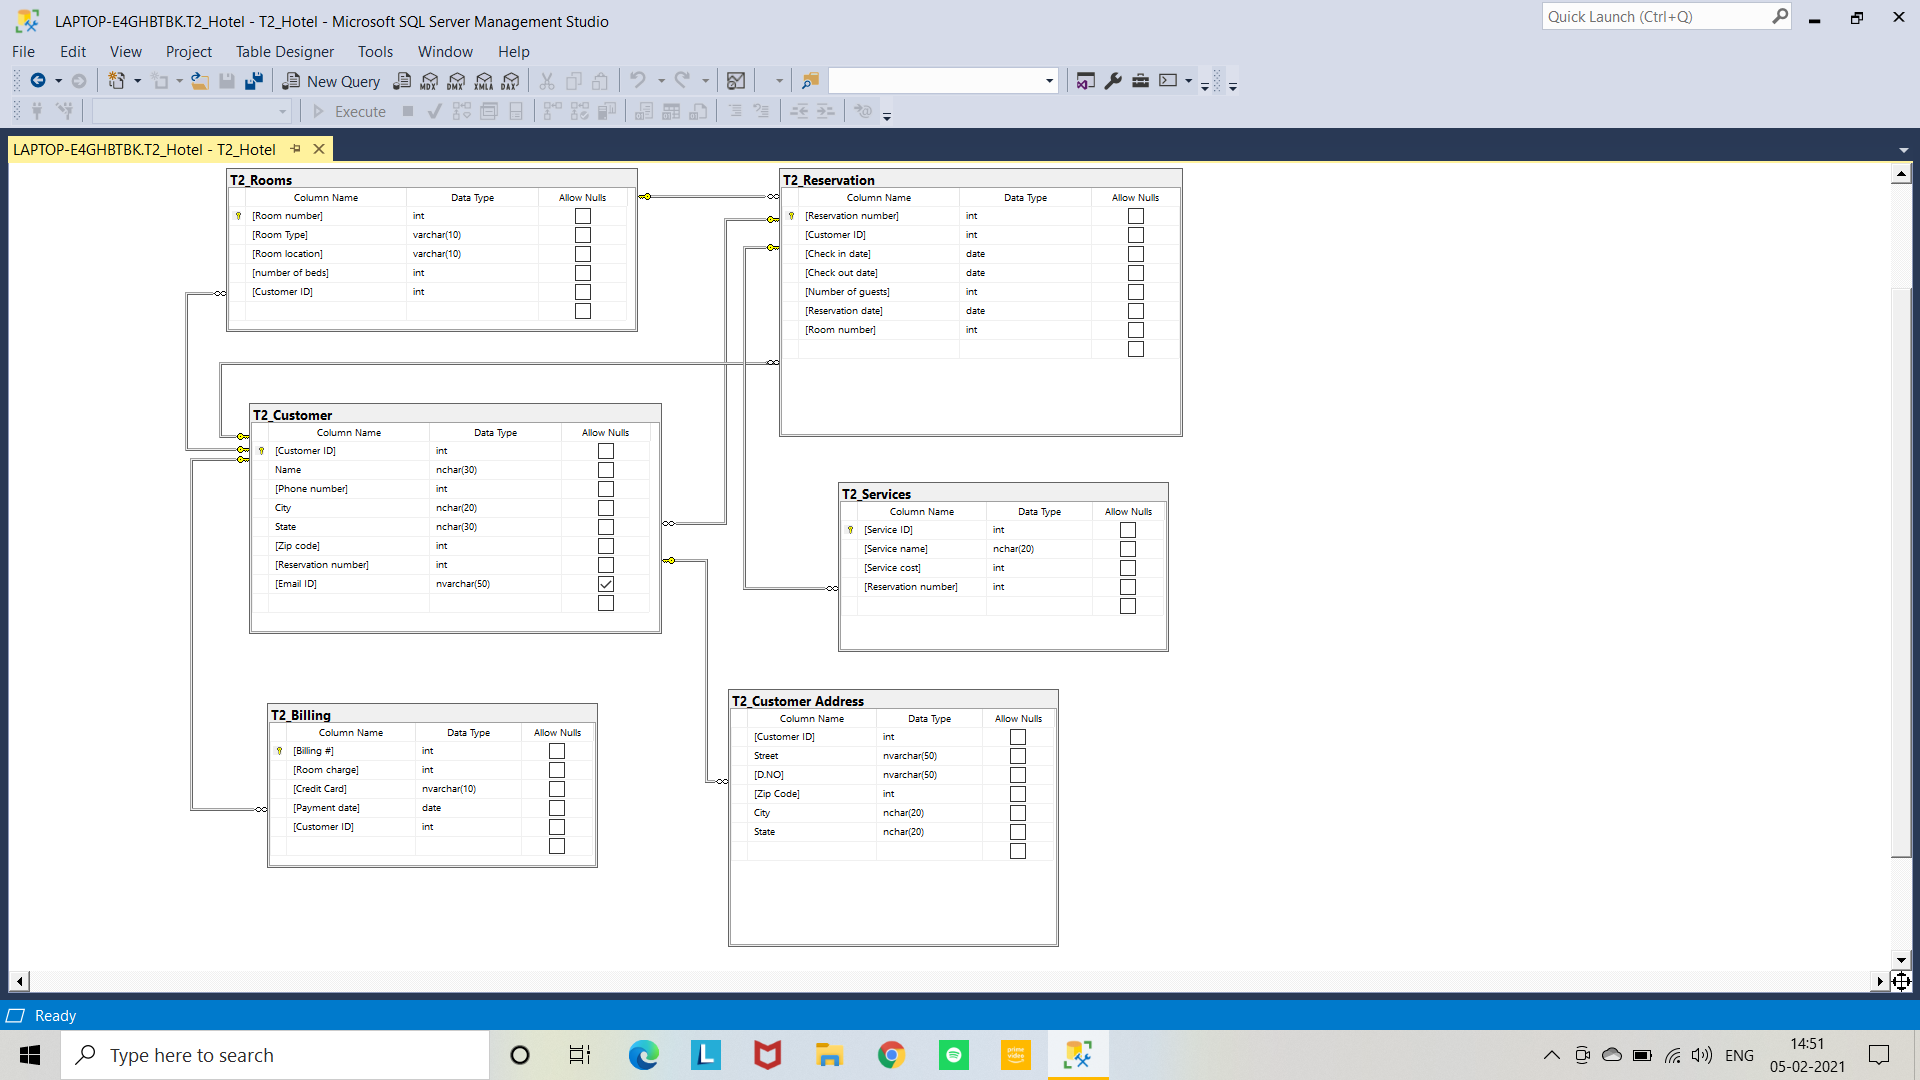 LAPTOP-E4GHBTBK.T2_Hotel - T2_Hotel - Microsoft SQL Server Management Studio
Quick Launch (Ctrl+Q)
File Edit View Project Table Designer Tools Window Help
New Query MDX DMX XMLA DAX
Execute
LAPTOP-E4GHBTBK.T2_Hotel - T2_Hotel
T2_Rooms
Column Name Data Type Allow Nulls
[Room number] int
[Room Type] varchar(10)
[Room location] varchar(10)
[number of beds] int
[Customer ID] int
T2_Reservation
Column Name Data Type Allow Nulls
[Reservation number] int
[Customer ID] int
[Check in date] date
[Check out date] date
[Number of guests] int
[Reservation date] date
[Room number] int
T2_Customer
Column Name Data Type Allow Nulls
[Customer ID] int
Name nchar(30)
[Phone number] int
City nchar(20)
State nchar(30)
[Zip code] int
[Reservation number] int
[Email ID] nvarchar(50)
T2_Services
Column Name Data Type Allow Nulls
[Service ID] int
[Service name] nchar(20)
[Service cost] int
[Reservation number] int
T2_Billing
Column Name Data Type Allow Nulls
[Billing #] int
[Room charge] int
[Credit Card] nvarchar(10)
[Payment date] date
[Customer ID] int
T2_Customer Address
Column Name Data Type Allow Nulls
[Customer ID] int
Street nvarchar(50)
[D.NO] nvarchar(50)
[Zip Code] int
City nchar(20)
State nchar(20)
Ready
Type here to search
L
prime video
ENG
14:51
05-02-2021